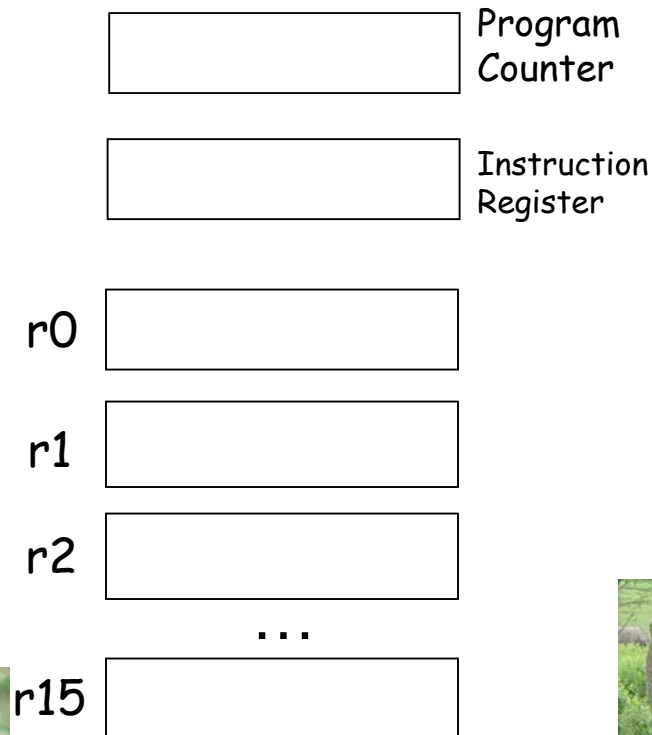 Program
Counter
Instruction
Register
r0
r1
r2
...
r15